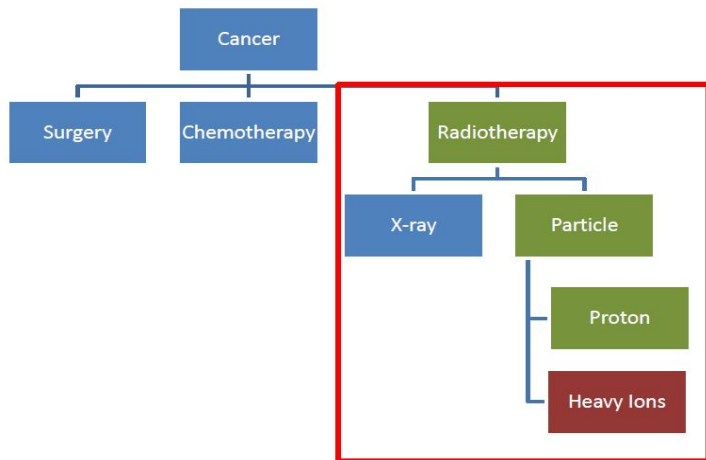 Cancer
Surgery
Chemotherapy
Radiotherapy
X-ray
Particle
Proton
Heavy Ions